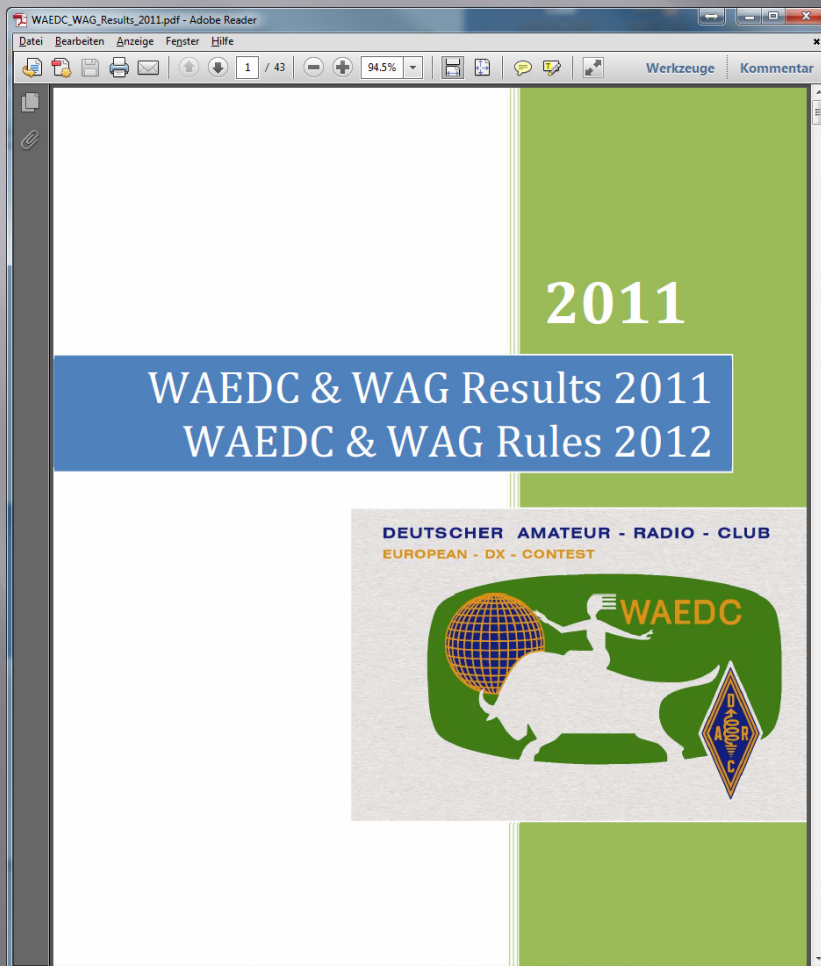 WAEDC_WAG_Results_2011.pdf - Adobe Reader
Datei Bearbeiten Anzeige Fenster Hilfe
1 / 43 94.5% Werkzeuge Kommentar
2011
WAEDC & WAG Results 2011
WAEDC & WAG Rules 2012
DEUTSCHER AMATEUR - RADIO - CLUB
EUROPEAN - DX - CONTEST
WAEDC
D
A R
C